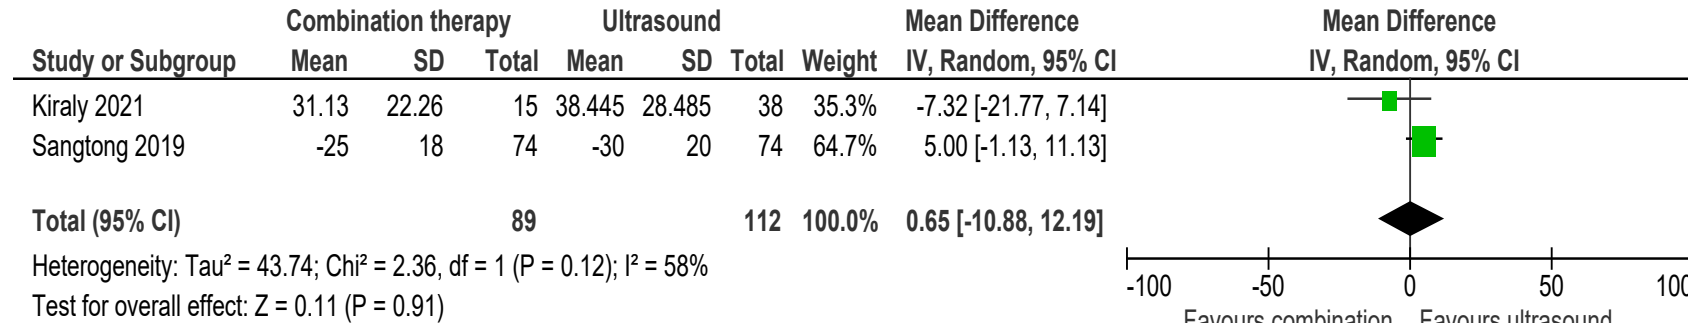 Combination therapy Ultrasound Mean Difference Mean Difference
Study or Subgroup Mean SD Total Mean SD Total Weight IV, Random, 95% CI IV, Random, 95% CI
Kiraly 2021 31.13 22.26 15 38.445 28.485 38 35.3% -7.32 [-21.77, 7.14]
Sangtong 2019 -25 18 74 -30 20 74 64.7% 5.00 [-1.13, 11.13]
Total (95% CI) 89 112 100.0% 0.65 [-10.88, 12.19]
Heterogeneity: Tau² = 43.74; Chi² = 2.36, df = 1 (P = 0.12); I² = 58%
Test for overall effect: Z = 0.11 (P = 0.91)
-100 -50 0 50 100
Favours combination Favours ultrasound